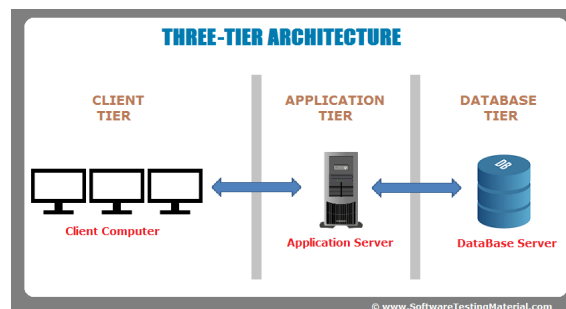 THREE-TIER ARCHITECTURE
CLIENT
TIER
APPLICATION
TIER
DATABASE
TIER
DB
Client Computer
Application Server
DataBase Server
© www.SoftwareTestingMaterial.com